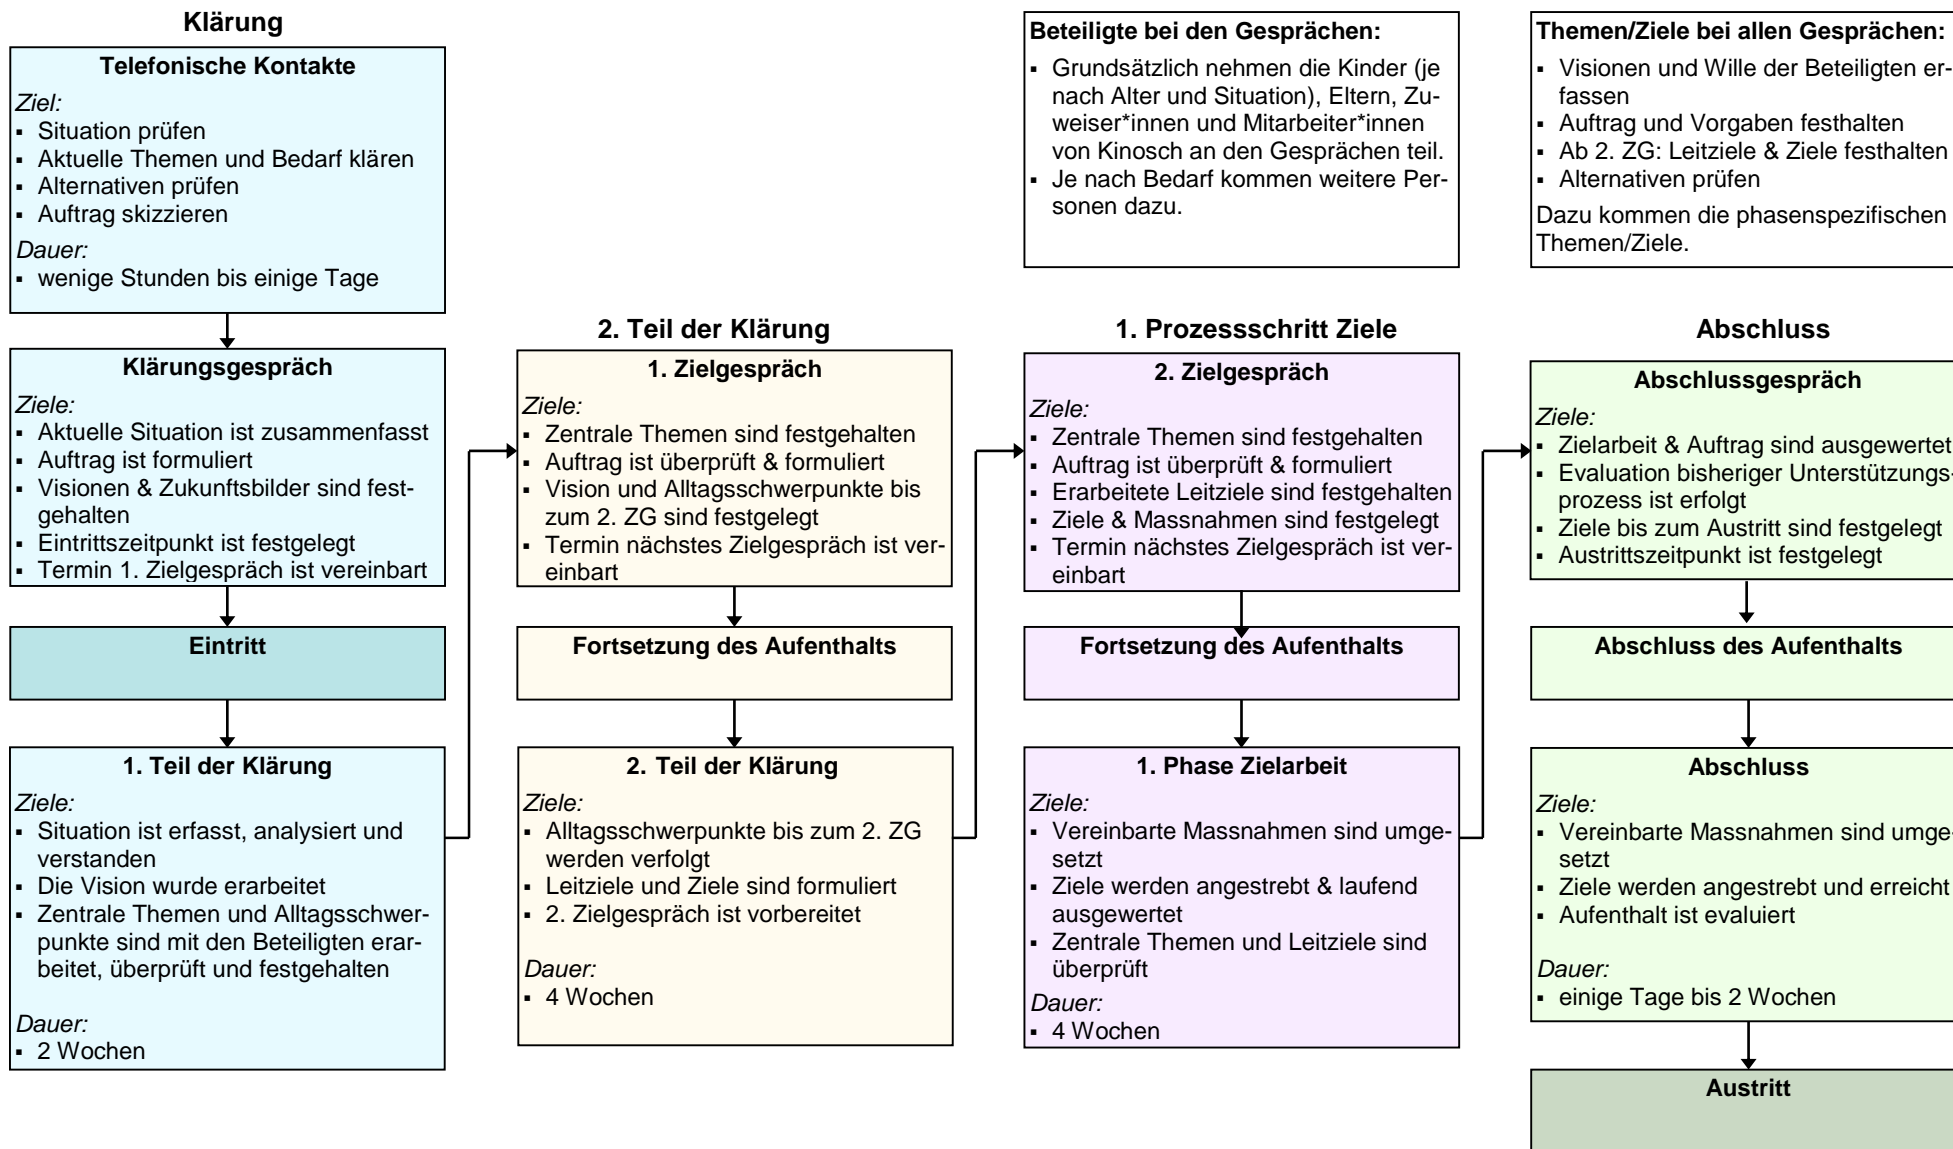 Klärung
Telefonische Kontakte
Ziel:
▪ Situation prüfen
▪ Aktuelle Themen und Bedarf klären
▪ Alternativen prüfen
▪ Auftrag skizzieren
Dauer:
▪ wenige Stunden bis einige Tage
Beteiligte bei den Gesprächen:
▪ Grundsätzlich nehmen die Kinder (je
nach Alter und Situation), Eltern, Zu-
weiser*innen und Mitarbeiter*innen
von Kinosch an den Gesprächen teil.
▪ Je nach Bedarf kommen weitere Per-
sonen dazu.
Themen/Ziele bei allen Gesprächen:
▪ Visionen und Wille der Beteiligten er-
fassen
▪ Auftrag und Vorgaben festhalten
▪ Ab 2. ZG: Leitziele & Ziele festhalten
▪ Alternativen prüfen
Dazu kommen die phasenspezifischen
Themen/Ziele.
Klärungsgespräch
Ziele:
▪ Aktuelle Situation ist zusammenfasst
▪ Auftrag ist formuliert
▪ Visionen & Zukunftsbilder sind fest-
gehalten
▪ Eintrittszeitpunkt ist festgelegt
▪ Termin 1. Zielgespräch ist vereinbart
Eintritt
1. Teil der Klärung
Ziele:
▪ Situation ist erfasst, analysiert und
verstanden
▪ Die Vision wurde erarbeitet
▪ Zentrale Themen und Alltagsschwer-
punkte sind mit den Beteiligten erar-
beitet, überprüft und festgehalten
Dauer:
▪ 2 Wochen
2. Teil der Klärung
1. Zielgespräch
Ziele:
▪ Zentrale Themen sind festgehalten
▪ Auftrag ist überprüft & formuliert
▪ Vision und Alltagsschwerpunkte bis
zum 2. ZG sind festgelegt
▪ Termin nächstes Zielgespräch ist ver-
einbart
Fortsetzung des Aufenthalts
2. Teil der Klärung
Ziele:
▪ Alltagsschwerpunkte bis zum 2. ZG
werden verfolgt
▪ Leitziele und Ziele sind formuliert
▪ 2. Zielgespräch ist vorbereitet
Dauer:
▪ 4 Wochen
1. Prozessschritt Ziele
2. Zielgespräch
Ziele:
▪ Zentrale Themen sind festgehalten
▪ Auftrag ist überprüft & formuliert
▪ Erarbeitete Leitziele sind festgehalten
▪ Ziele & Massnahmen sind festgelegt
▪ Termin nächstes Zielgespräch ist ver-
einbart
Fortsetzung des Aufenthalts
1. Phase Zielarbeit
Ziele:
▪ Vereinbarte Massnahmen sind umge-
setzt
▪ Ziele werden angestrebt & laufend
ausgewertet
▪ Zentrale Themen und Leitziele sind
überprüft
Dauer:
▪ 4 Wochen
Abschluss
Abschlussgespräch
Ziele:
▪ Zielarbeit & Auftrag sind ausgewertet
▪ Evaluation bisheriger Unterstützungs-
prozess ist erfolgt
▪ Ziele bis zum Austritt sind festgelegt
▪ Austrittszeitpunkt ist festgelegt
Abschluss des Aufenthalts
Abschluss
Ziele:
▪ Vereinbarte Massnahmen sind umge-
setzt
▪ Ziele werden angestrebt und erreicht
▪ Aufenthalt ist evaluiert
Dauer:
▪ einige Tage bis 2 Wochen
Austritt